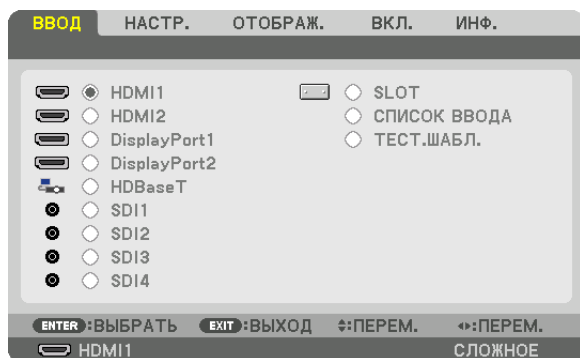 ВВОД НАСТР. ОТОБРАЖ. ВКЛ. ИНФ.
HDMI1
HDMI2
DisplayPort1
DisplayPort2
HDBaseT
SDI1
SDI2
SDI3
SDI4
SLOT
СПИСОК ВВОДА
ТЕСТ.ШАБЛ.
ENTER:ВЫБРАТЬ EXIT:ВЫХОД :ПЕРЕМ. :ПЕРЕМ.
HDMI1 СЛОЖНОЕ